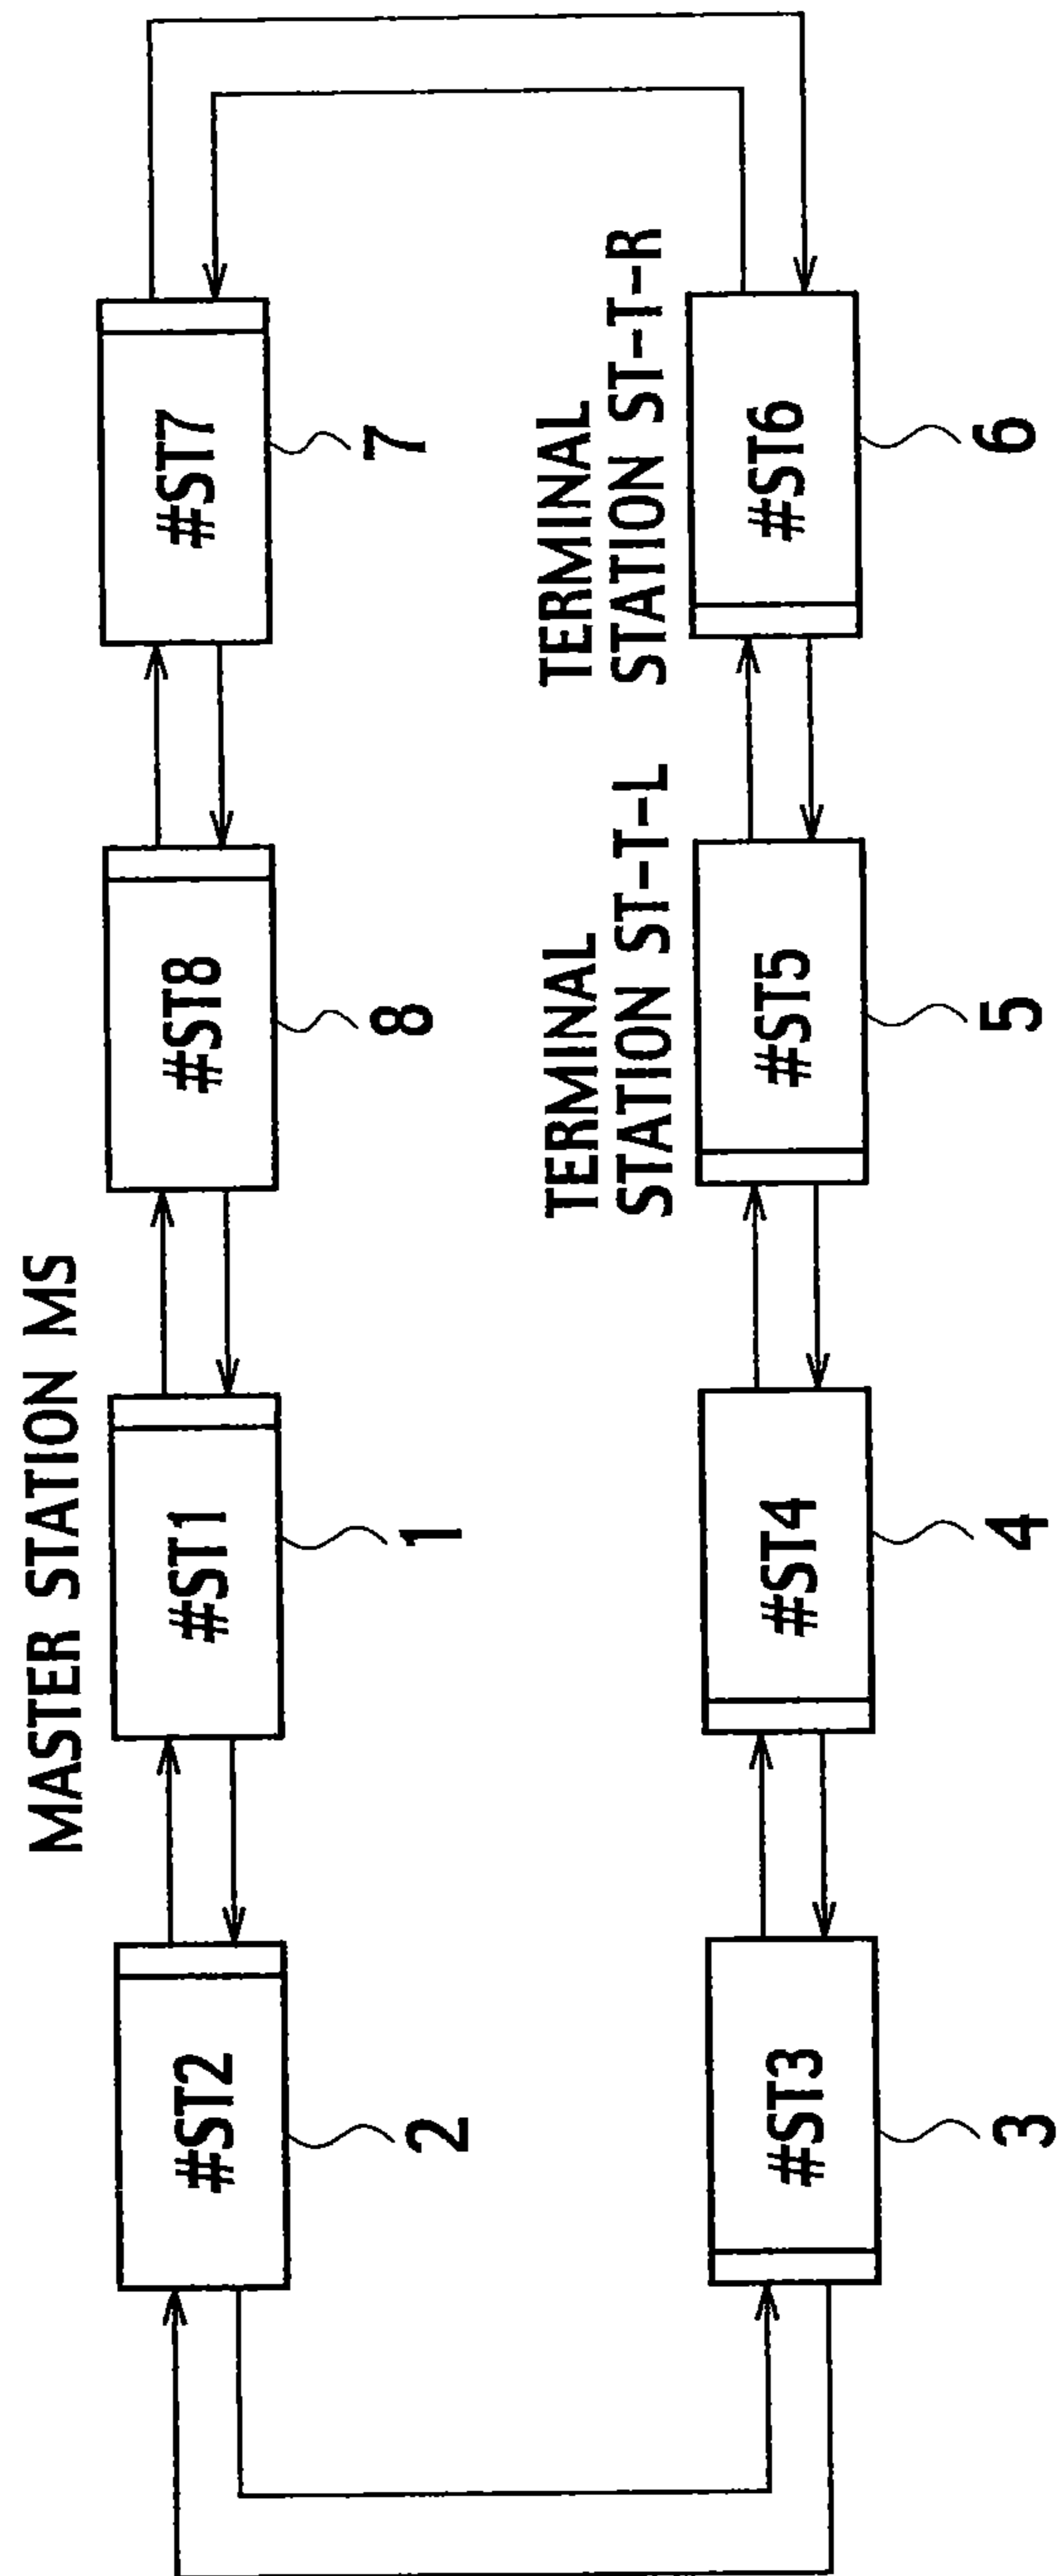 MASTER STATION MS
#ST2
#ST1
#ST8
#ST7
2
1
8
7
TERMINAL
STATION ST-T-L
TERMINAL
STATION ST-T-R
#ST3
#ST4
#ST5
#ST6
3
4
5
6